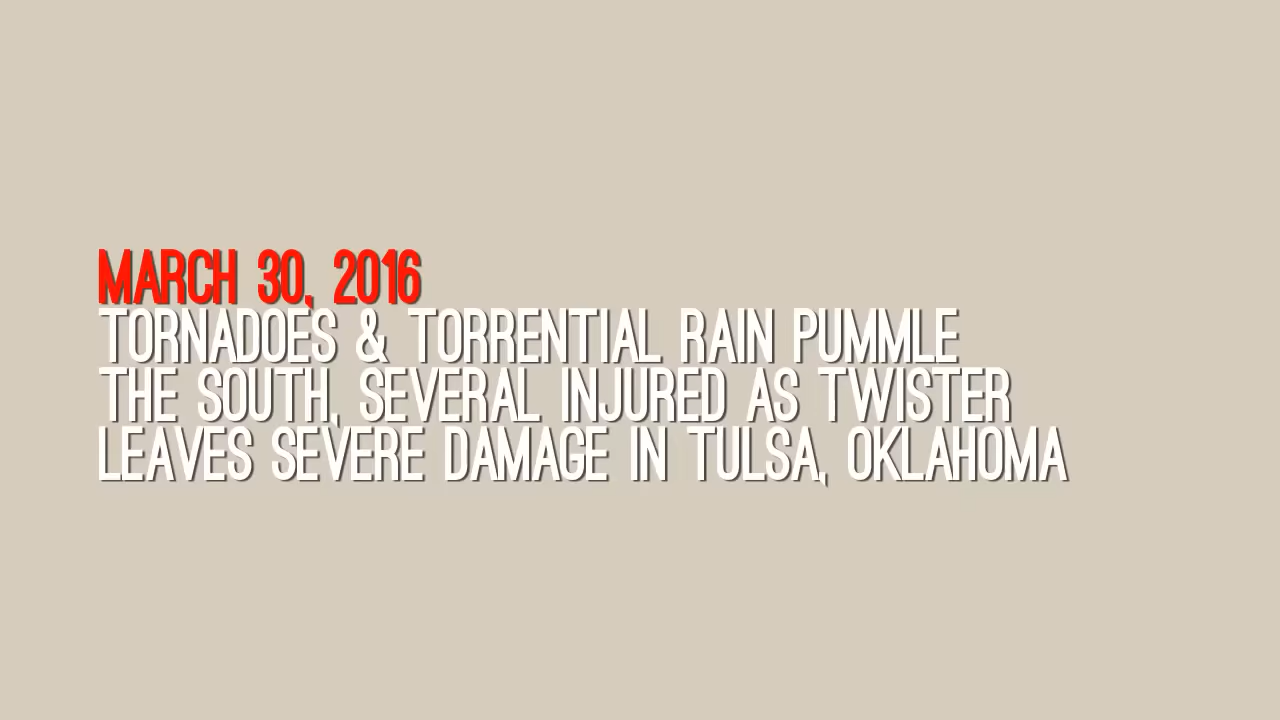 MARCH 30, 2016
TORNADOES & TORRENTIAL RAIN PUMMLE
THE SOUTH, SEVERAL INJURED AS TWISTER
LEAVES SEVERE DAMAGE IN TULSA, OKLAHOMA